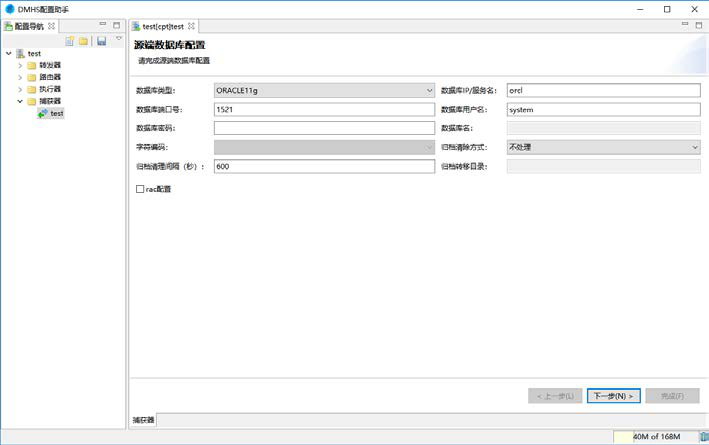 DMHS配置助手
配置导航
test[cpt]test
test
转发器
路由器
执行器
捕获器
test
源端数据库配置
请完成源端数据库配置
数据库类型: ORACLE11g 数据库IP/服务名: orcl
数据库端口号: 1521 数据库用户名: system
数据库密码: 数据库名:
字符编码: 归档清除方式: 不处理
归档清理间隔（秒）: 600 归档转移目录:
rac配置
< 上一步(L) 下一步(N) > 完成(F)
捕获器
40M of 168M